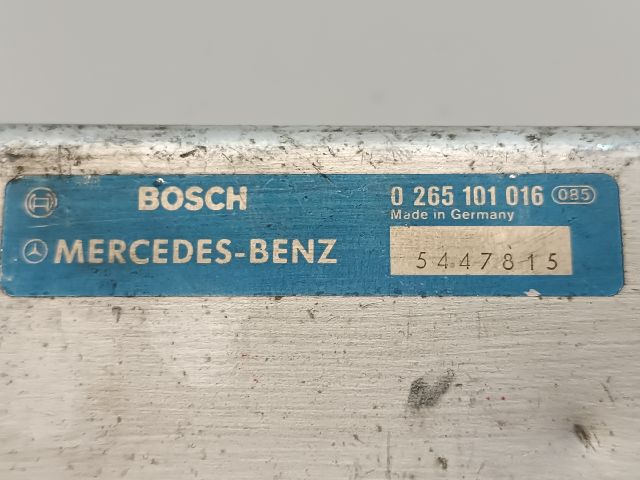 BOSCH
0 265 101 016 085
Made in Germany
MERCEDES-BENZ
5447815